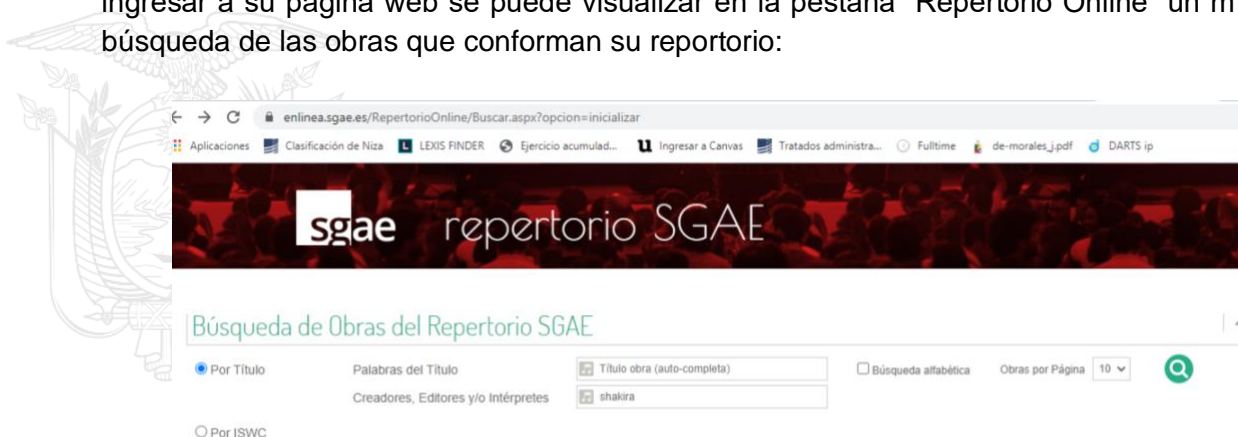 ingresar a su página web se puede visualizar en la pestaña "Repertorio Online" un m
búsqueda de las obras que conforman su reportorio:
enlinea.sgae.es/RepertorioOnline/Buscar.aspx?opcion=inicializar
Aplicaciones Clasificación de Niza LEXIS FINDER Ejercicio acumulad... Ingresar a Canvas Tratados administra... Fulltime de-morales_j.pdf DARTS ip
sgae repertorio SGAE
Búsqueda de Obras del Repertorio SGAE
Por Título Palabras del Título Título obra (auto-completa) Búsqueda alfabética Obras por Página 10
Creadores, Editores y/o Intérpretes shakira
Por ISWC